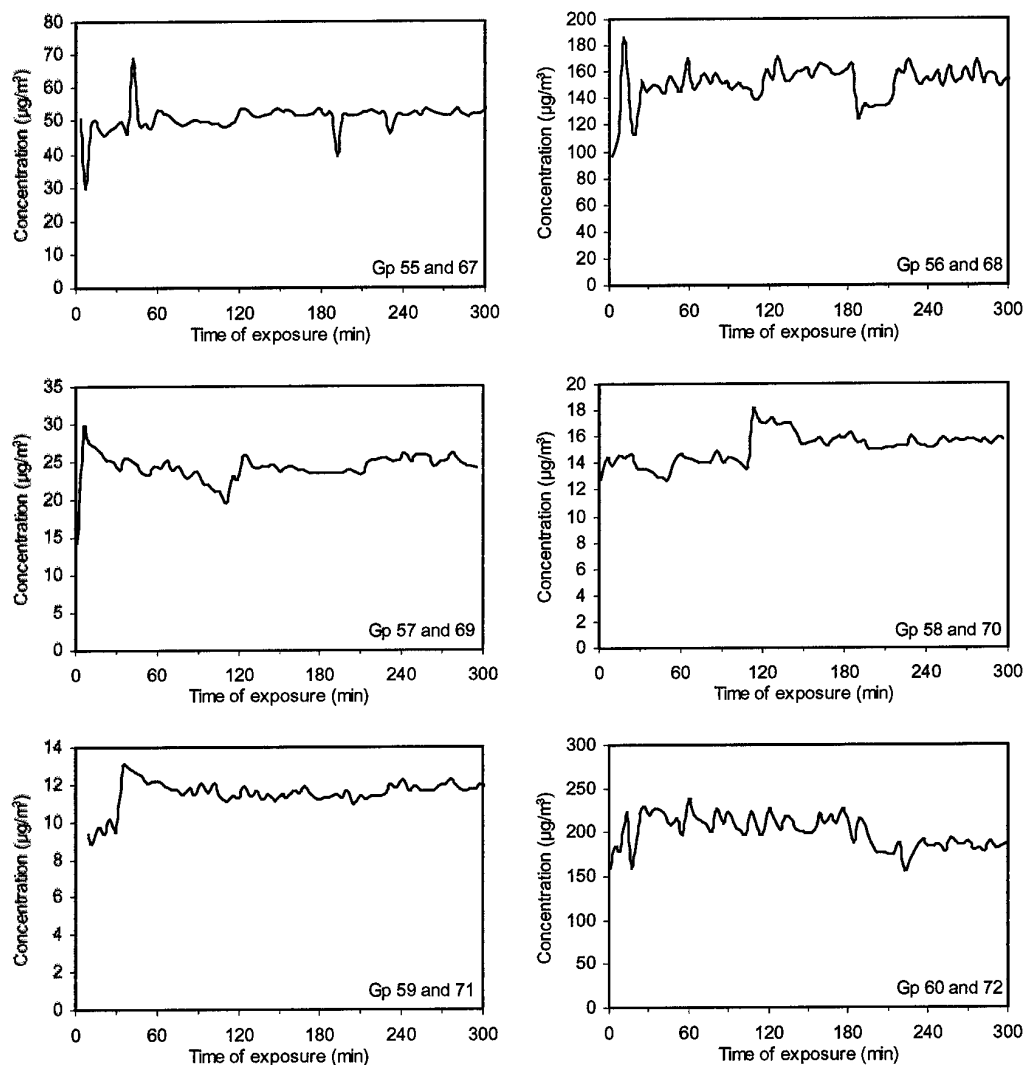 80
70
60
50
40
30
20
10
0
Concentration (µg/m³)
Gp 55 and 67
0 60 120 180 240 300
Time of exposure (min)
200
180
160
140
120
100
80
60
40
20
0
Concentration (µg/m³)
Gp 56 and 68
0 60 120 180 240 300
Time of exposure (min)
35
30
25
20
15
10
5
0
Concentration (µg/m³)
Gp 57 and 69
0 60 120 180 240 300
Time of exposure (min)
20
18
16
14
12
10
8
6
4
2
0
Concentration (µg/m³)
Gp 58 and 70
0 60 120 180 240 300
Time of exposure (min)
14
12
10
8
6
4
2
0
Concentration (µg/m³)
Gp 59 and 71
0 60 120 180 240 300
Time of exposure (min)
300
250
200
150
100
50
0
Concentration (µg/m³)
Gp 60 and 72
0 60 120 180 240 300
Time of exposure (min)